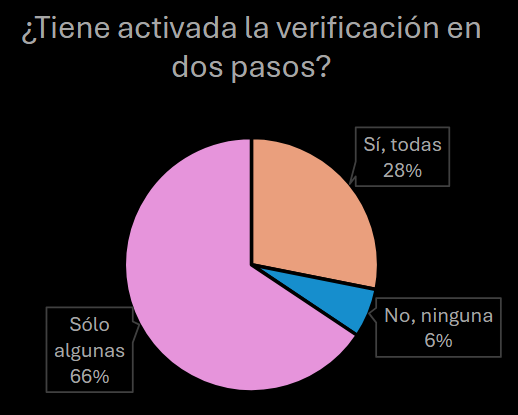 ¿Tiene activada la verificación en
dos pasos?
Sí, todas
28%
No, ninguna
6%
Sólo
algunas
66%